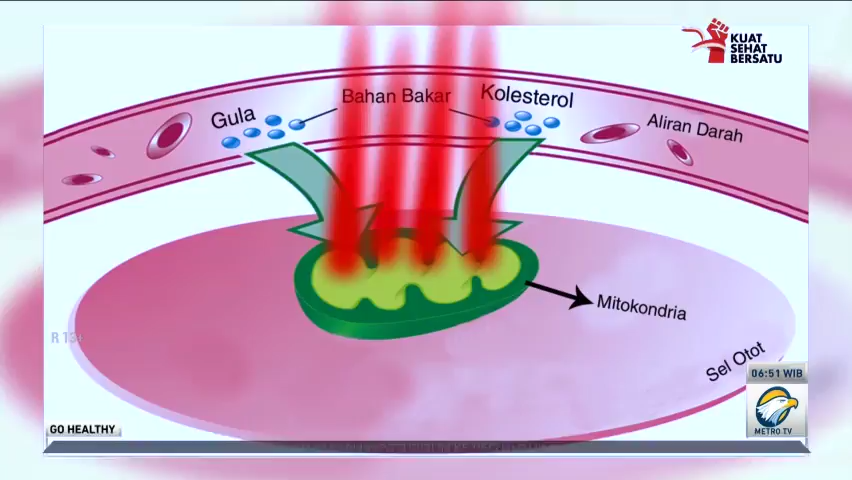 KUAT
SEHAT
BERSATU
Gula
Bahan Bakar
Kolesterol
Aliran Darah
Mitokondria
Sel Otot
06:51 WIB
METRO TV
GO HEALTHY